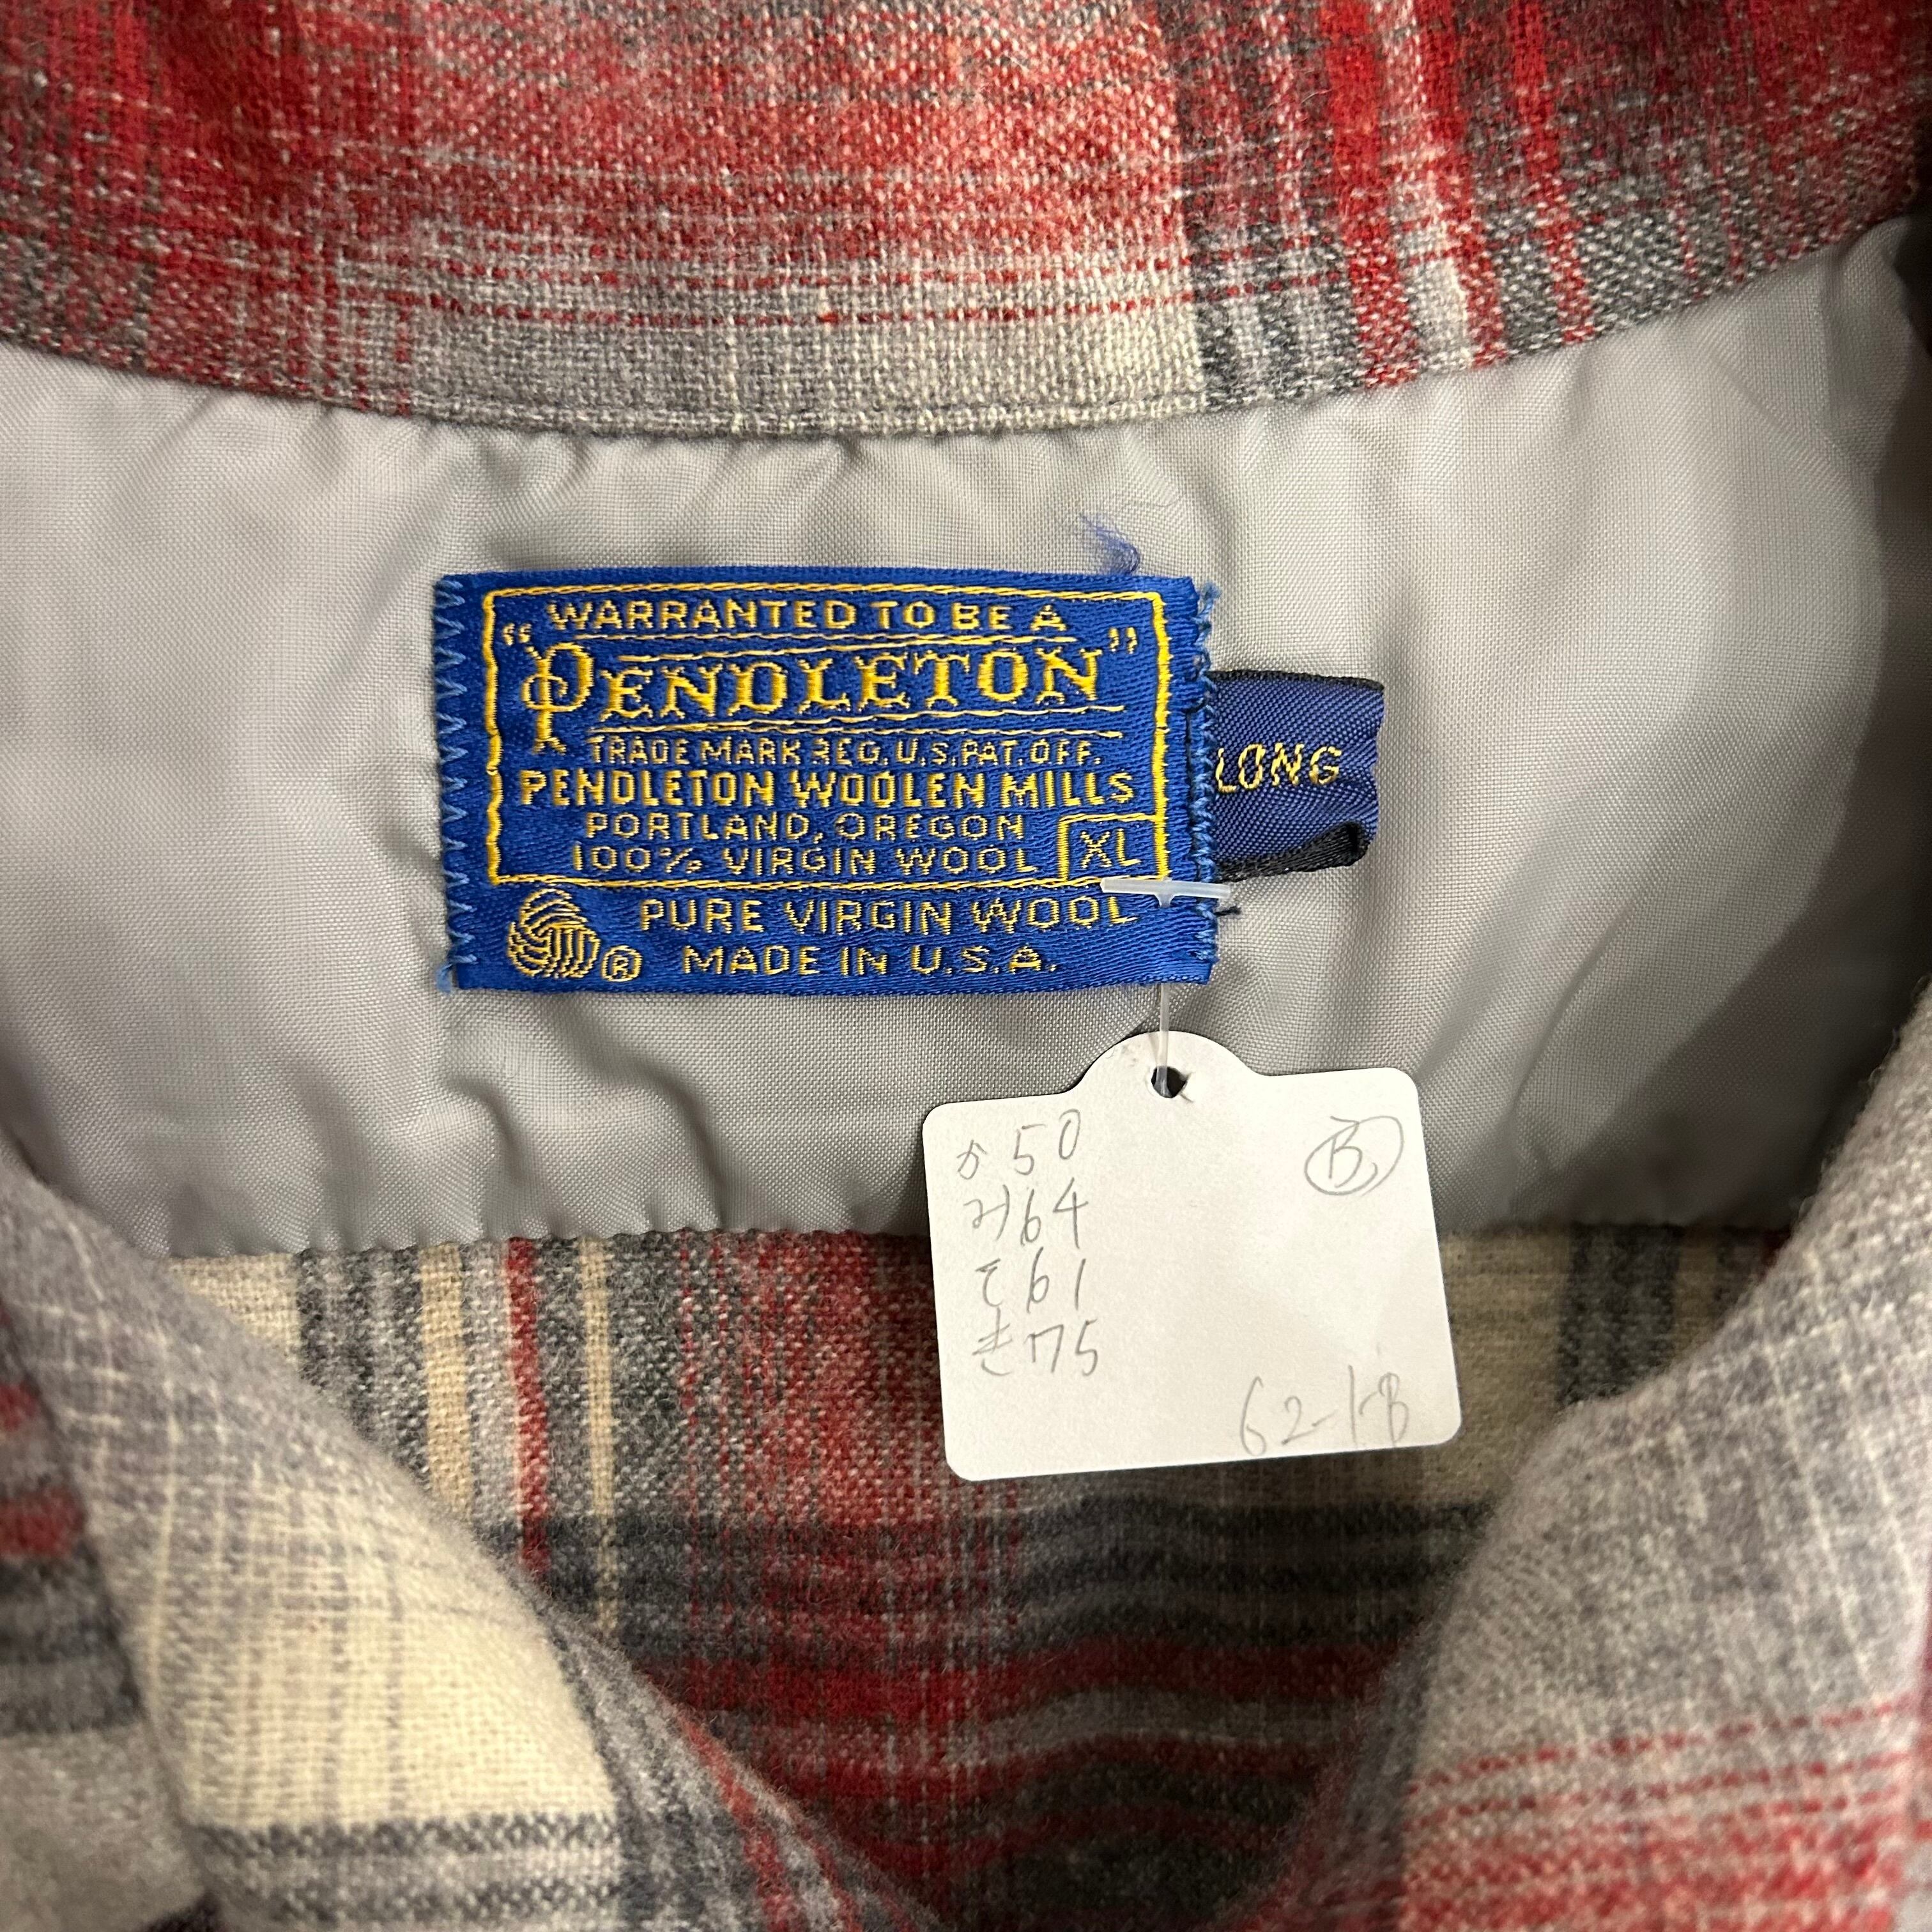 WARRANTED TO BE A
"PENDLETON"
TRADE MARK REG. U.S. PAT. OFF.
PENDLETON WOOLEN MILLS
PORTLAND, OREGON
100% VIRGIN WOOL XL
PURE VIRGIN WOOL
® MADE IN U.S.A.
LONG
か50
み64
そ61
き75
B
62-1-B